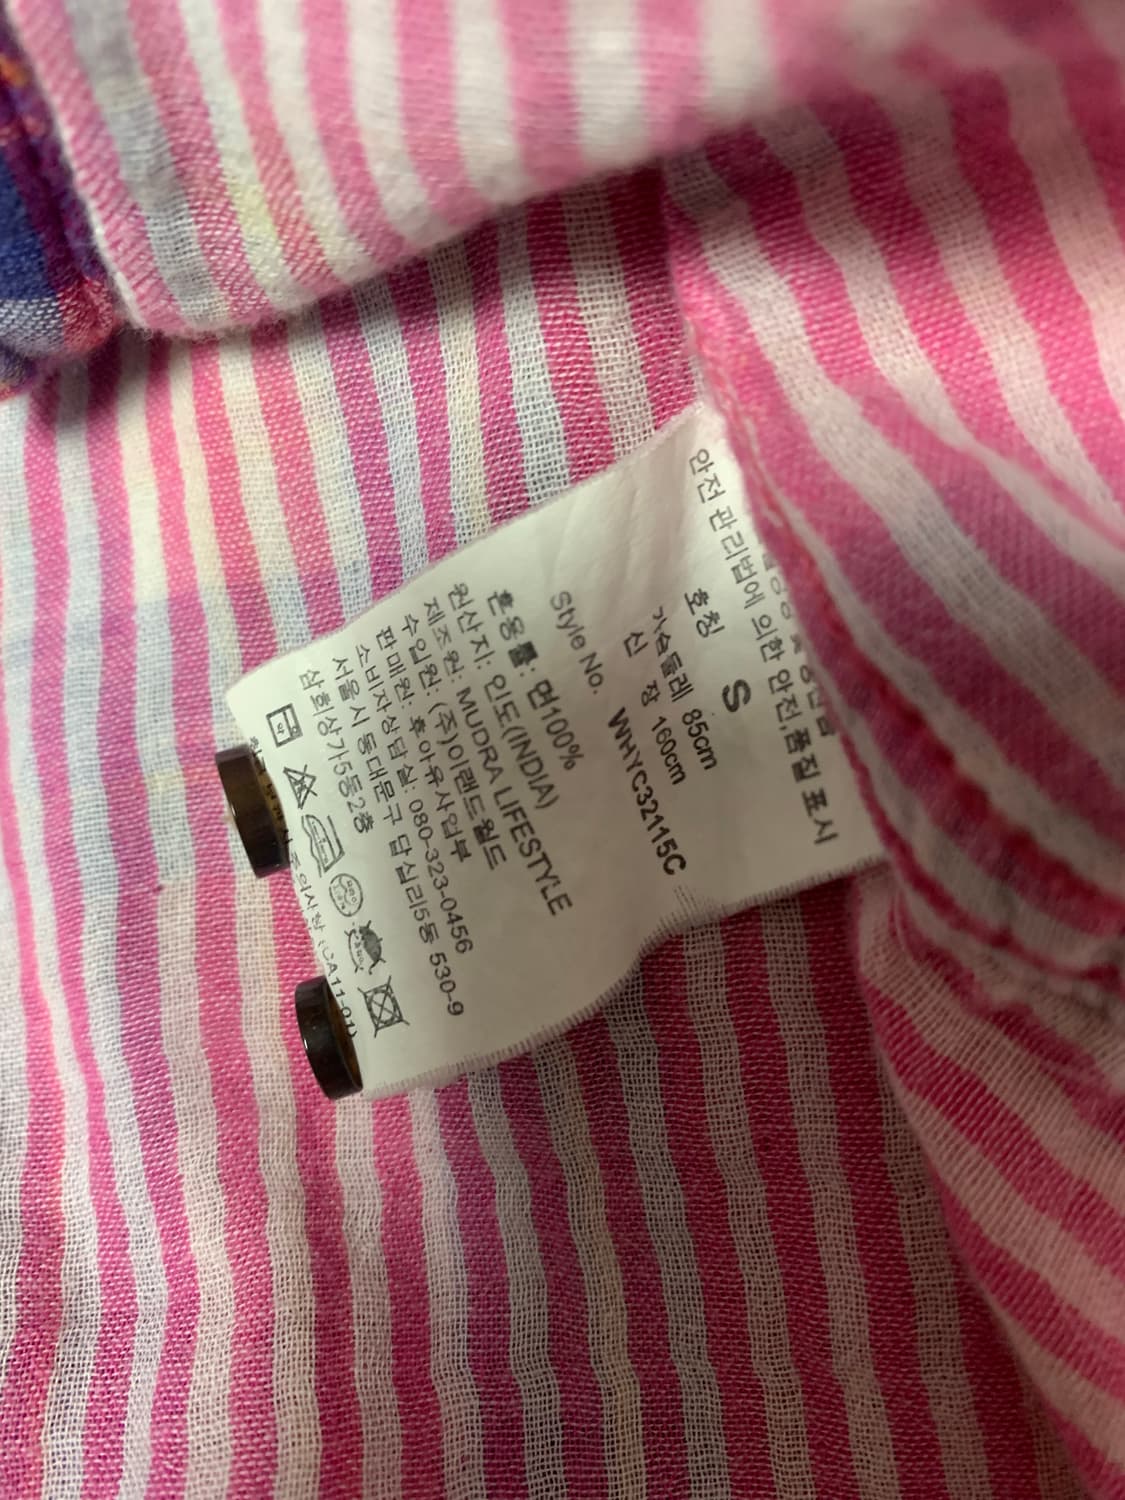 안전 관리법에 의한 안전,품질 표시
호칭 S
가슴둘레 85cm
신 장 160cm
Style No. WHYC32115C
혼용률: 면100%
원산지: 인도(INDIA)
제조원: MUDRA LIFESTYLE
수입원: (주)이랜드월드
판매원: 후아유사업부
소비자상담실: 080-323-0456
서울시 동대문구 답십리5동 530-9
삼희상가5동2층